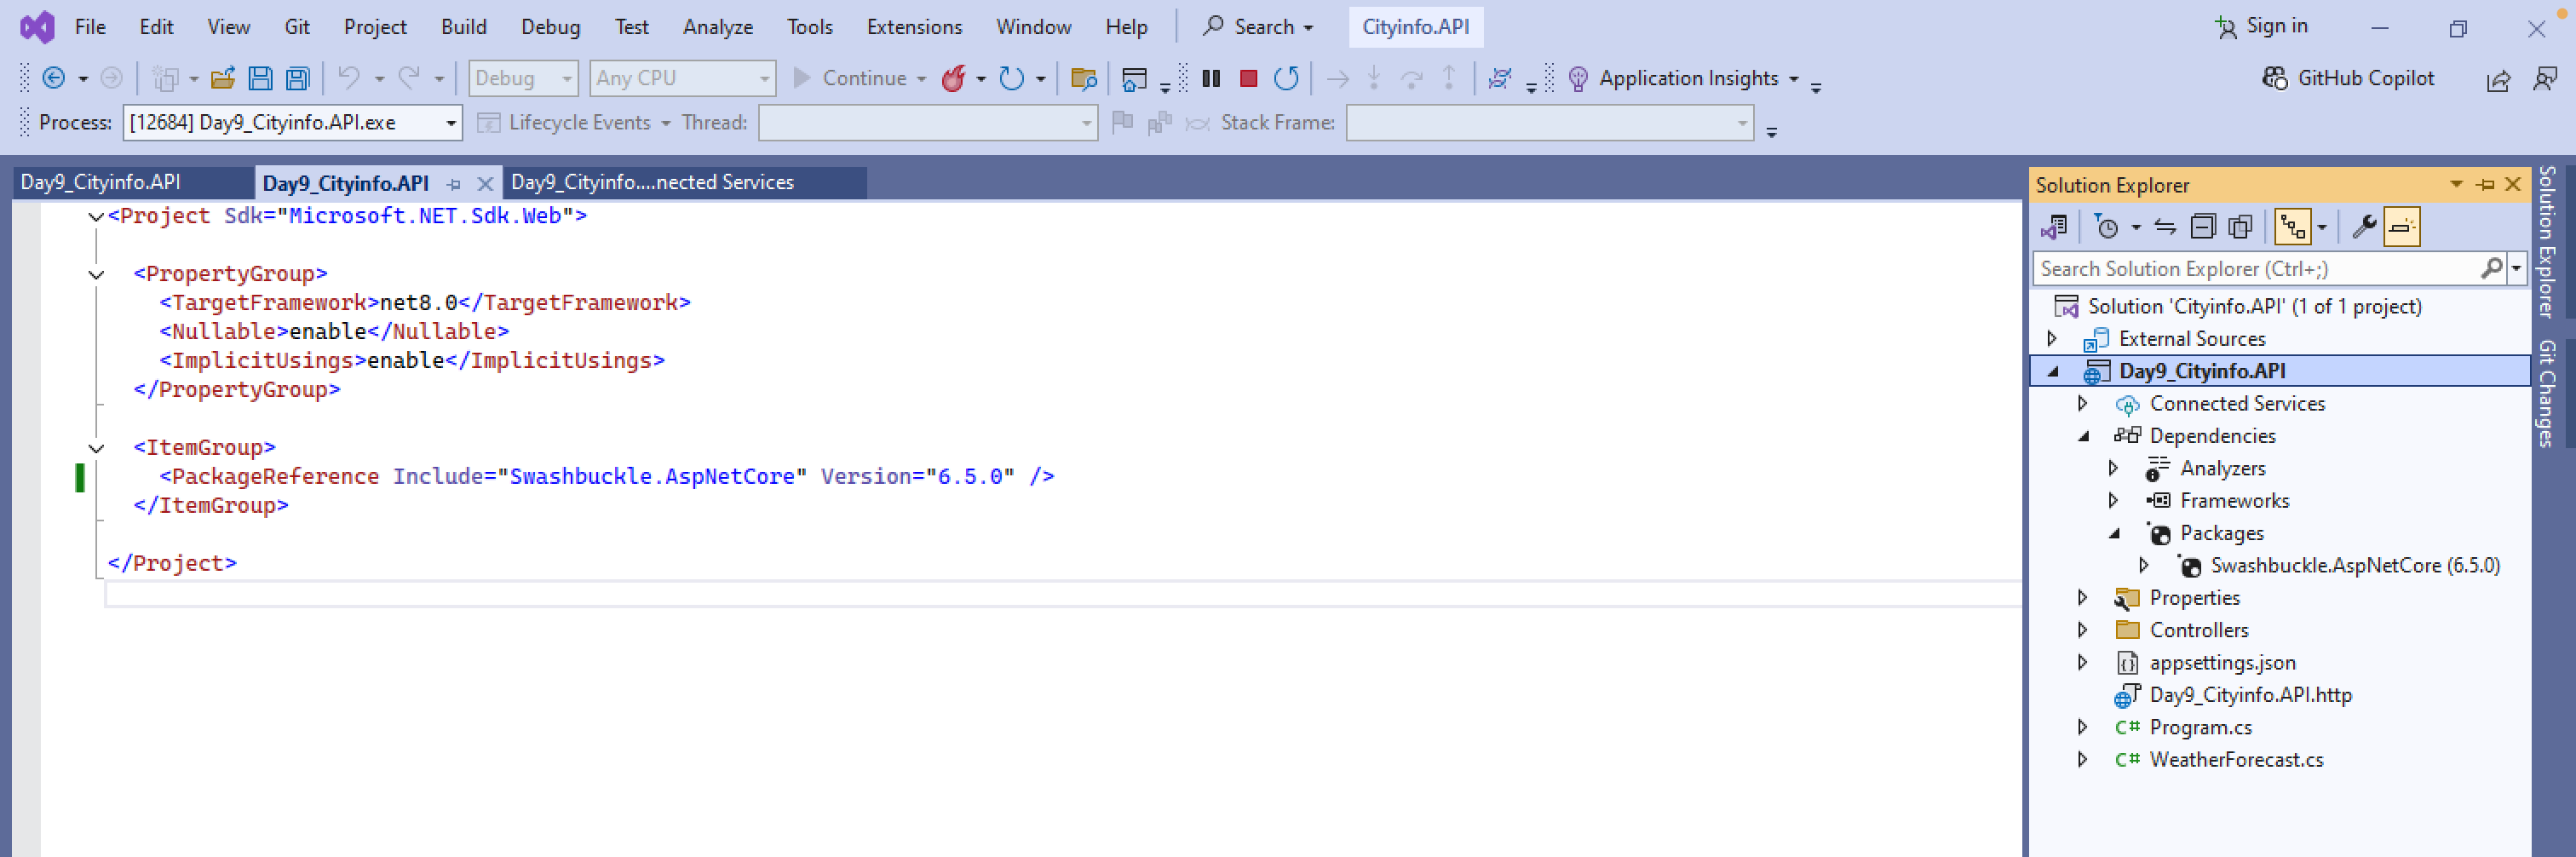 File Edit View Git Project Build Debug Test Analyze Tools Extensions Window Help Search Cityinfo.API Sign in
Debug Any CPU Continue Application Insights GitHub Copilot
Process: [12684] Day9_Cityinfo.API.exe Lifecycle Events Thread: Stack Frame:
Day9_Cityinfo.API Day9_Cityinfo.API Day9_Cityinfo....nected Services
<Project Sdk="Microsoft.NET.Sdk.Web">
<PropertyGroup>
<TargetFramework>net8.0</TargetFramework>
<Nullable>enable</Nullable>
<ImplicitUsings>enable</ImplicitUsings>
</PropertyGroup>
<ItemGroup>
<PackageReference Include="Swashbuckle.AspNetCore" Version="6.5.0" />
</ItemGroup>
</Project>
Solution Explorer
Search Solution Explorer (Ctrl+;)
Solution 'Cityinfo.API' (1 of 1 project)
External Sources
Day9_Cityinfo.API
Connected Services
Dependencies
Analyzers
Frameworks
Packages
Swashbuckle.AspNetCore (6.5.0)
Properties
Controllers
appsettings.json
Day9_Cityinfo.API.http
C# Program.cs
C# WeatherForecast.cs
Solution Explorer
Git Changes